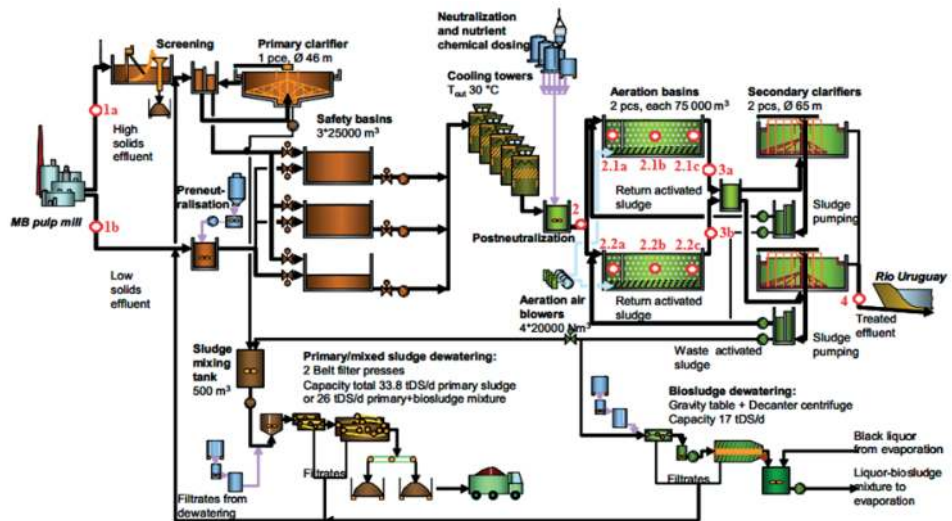 Screening
Primary clarifier
1 pce, Ø 46 m
Neutralization
and nutrient
chemical dosing
Cooling towers
Tout 30 °C
Aeration basins
2 pcs, each 75 000 m³
Secondary clarifiers
2 pcs, Ø 65 m
1a
High
solids
effluent
Safety basins
3*25000 m³
2.1a
2.1b
2.1c
3a
Return activated
sludge
MB pulp mill
1b
Preneut-
ralisation
2
Postneutralization
Sludge
pumping
3b
2.2a
2.2b
2.2c
Low
solids
effluent
Aeration air
blowers
4*20000 Nm³
Return activated
sludge
4
Rio Uruguay
Treated
effluent
Waste activated
sludge
Sludge
pumping
Sludge
mixing
tank
500 m³
Primary/mixed sludge dewatering:
2 Belt filter presses
Capacity total 33.8 tDS/d primary sludge
or 26 tDS/d primary+biosludge mixture
Biosludge dewatering:
Gravity table + Decanter centrifuge
Capacity 17 tDS/d
Black liquor
from evaporation
Filtrates
Filtrates
Filtrates from
dewatering
Liquor-biosludge
mixture to
evaporation